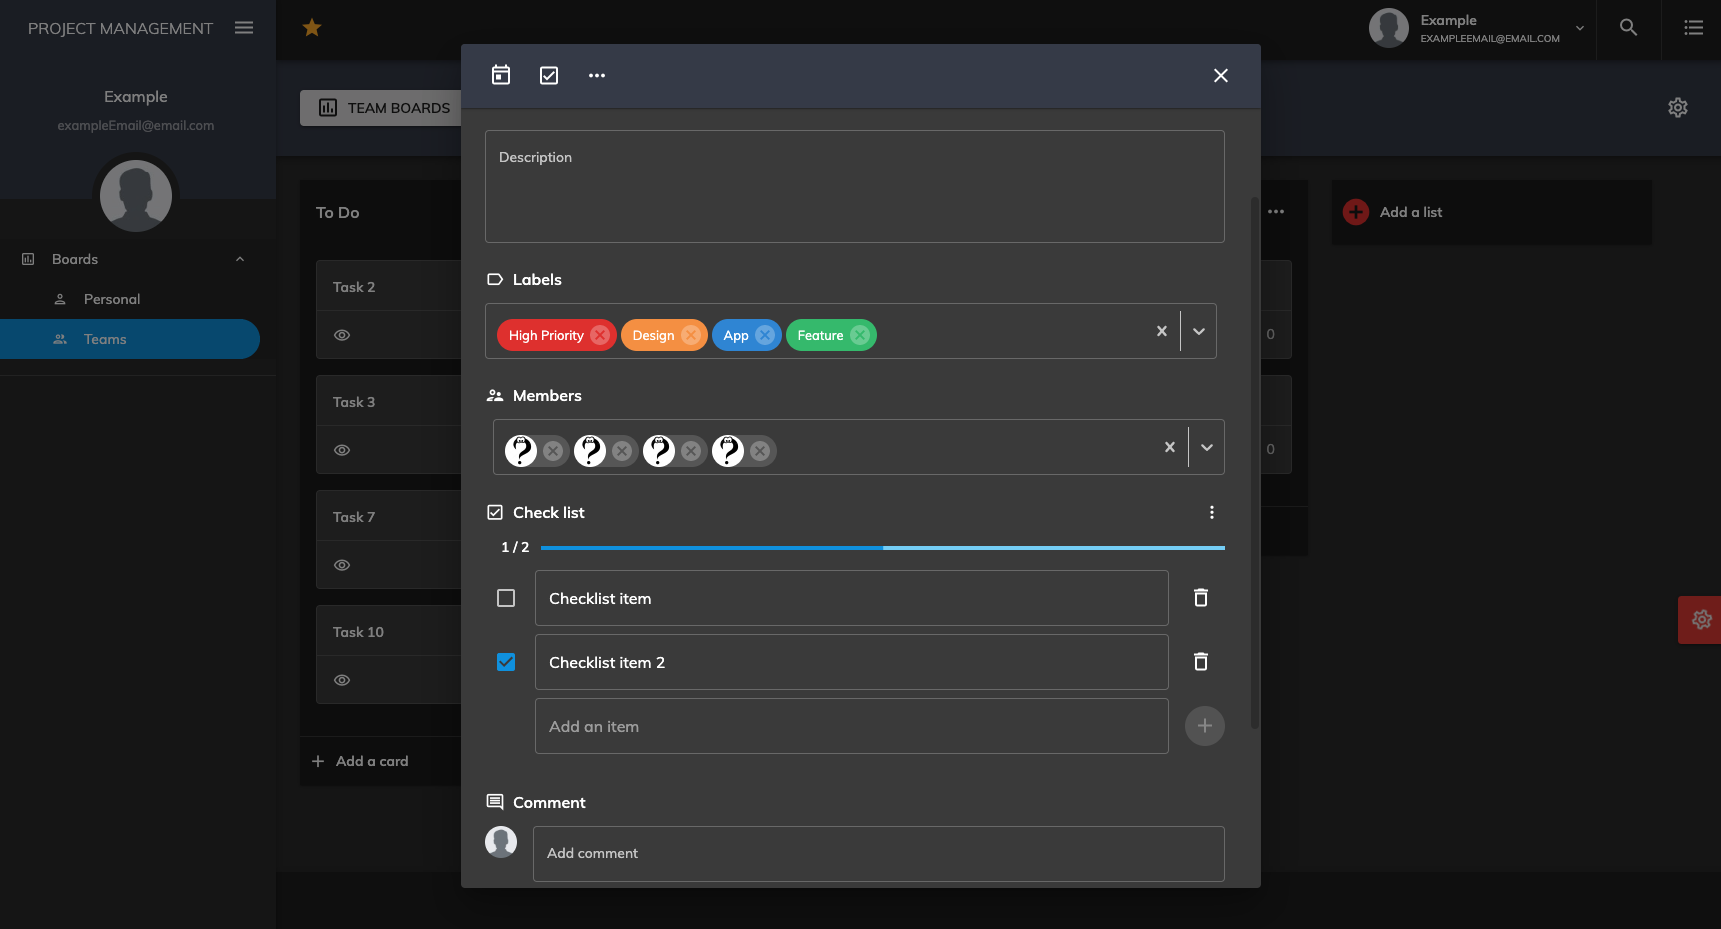 PROJECT MANAGEMENT
Example
EXAMPLEEMAIL@EMAIL.COM
Example
exampleEmail@email.com
TEAM BOARDS
Boards
Personal
Teams
To Do
Task 2
Task 3
Task 7
Task 10
Add a card
Description
Labels
High Priority
Design
App
Feature
Members
?
?
?
?
Check list
1 / 2
Checklist item
Checklist item 2
Add an item
Comment
Add comment
0
0
Add a list